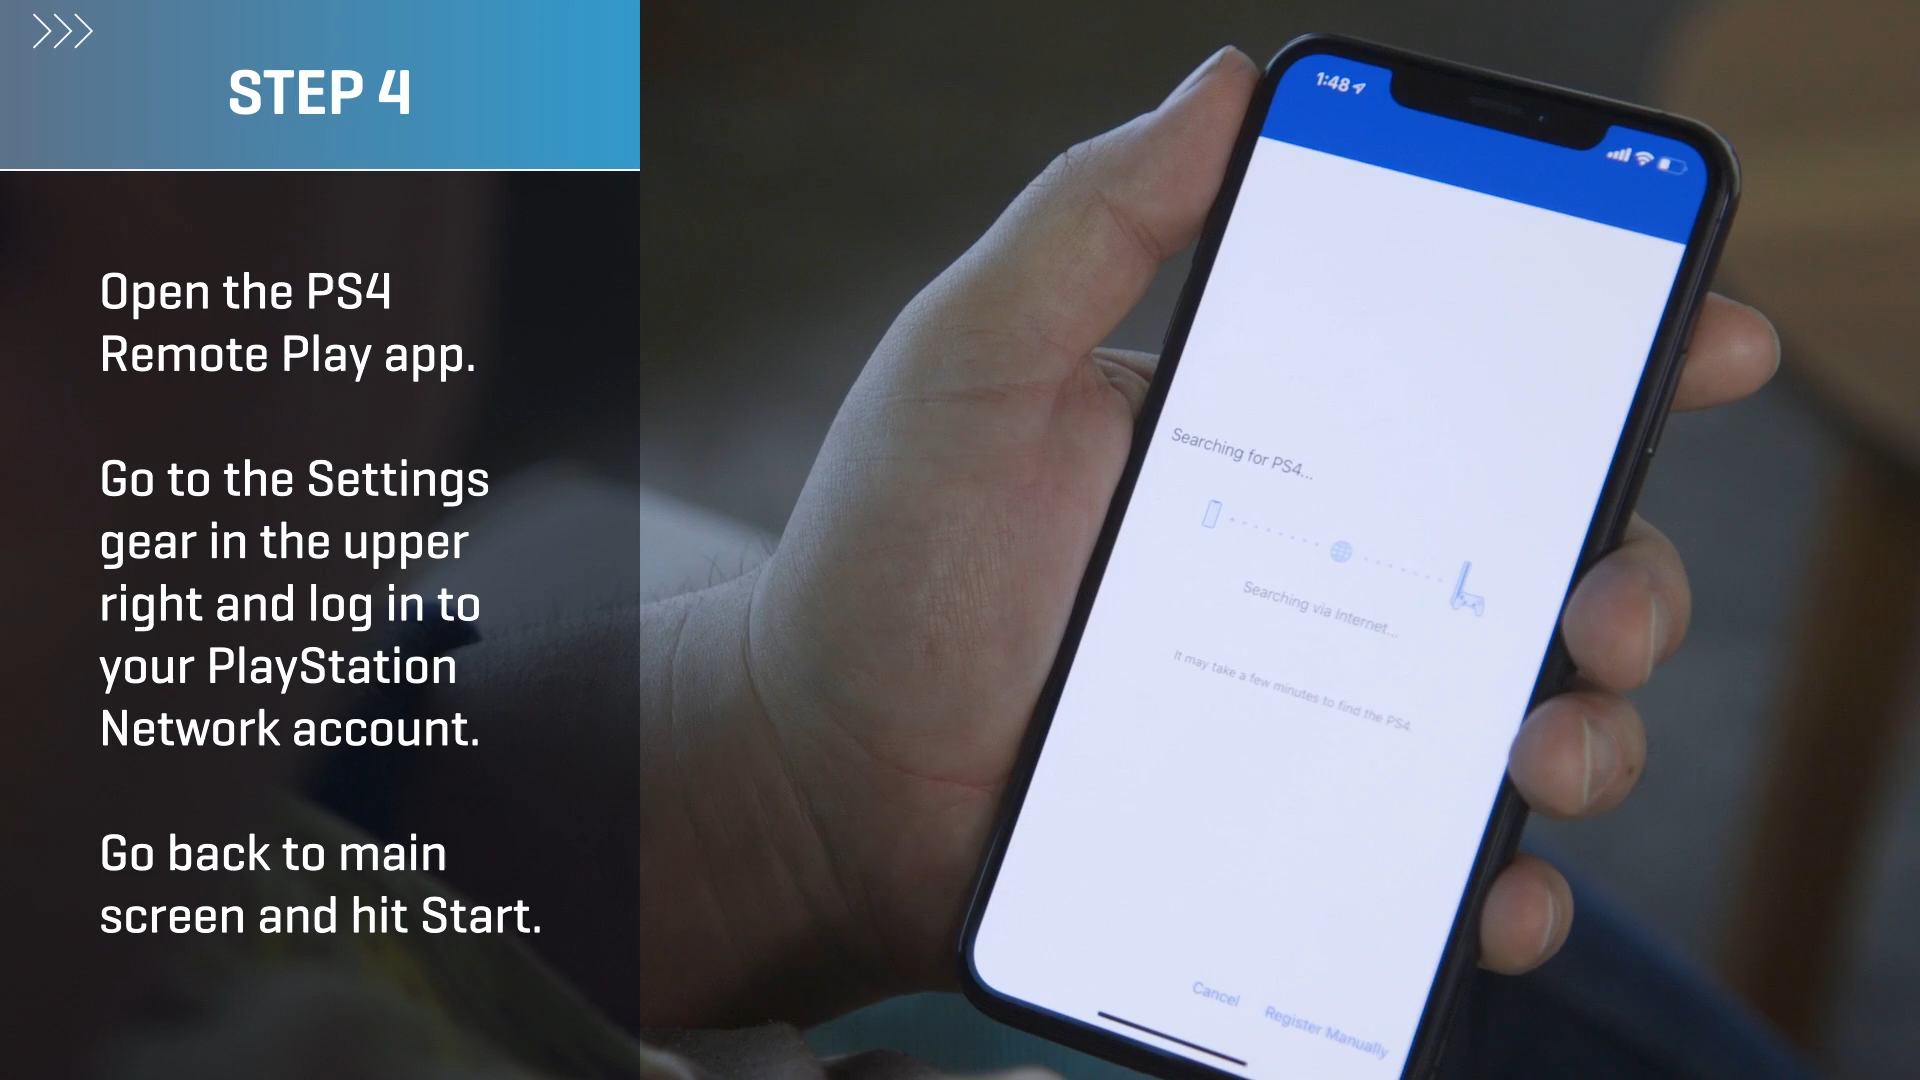 STEP 4
Open the PS4
Remote Play app.
Go to the Settings
gear in the upper
right and log in to
your PlayStation
Network account.
Go back to main
screen and hit Start.
1:48
Searching for PS4...
Searching via Internet...
It may take a few minutes to find the PS4.
Cancel
Register Manually